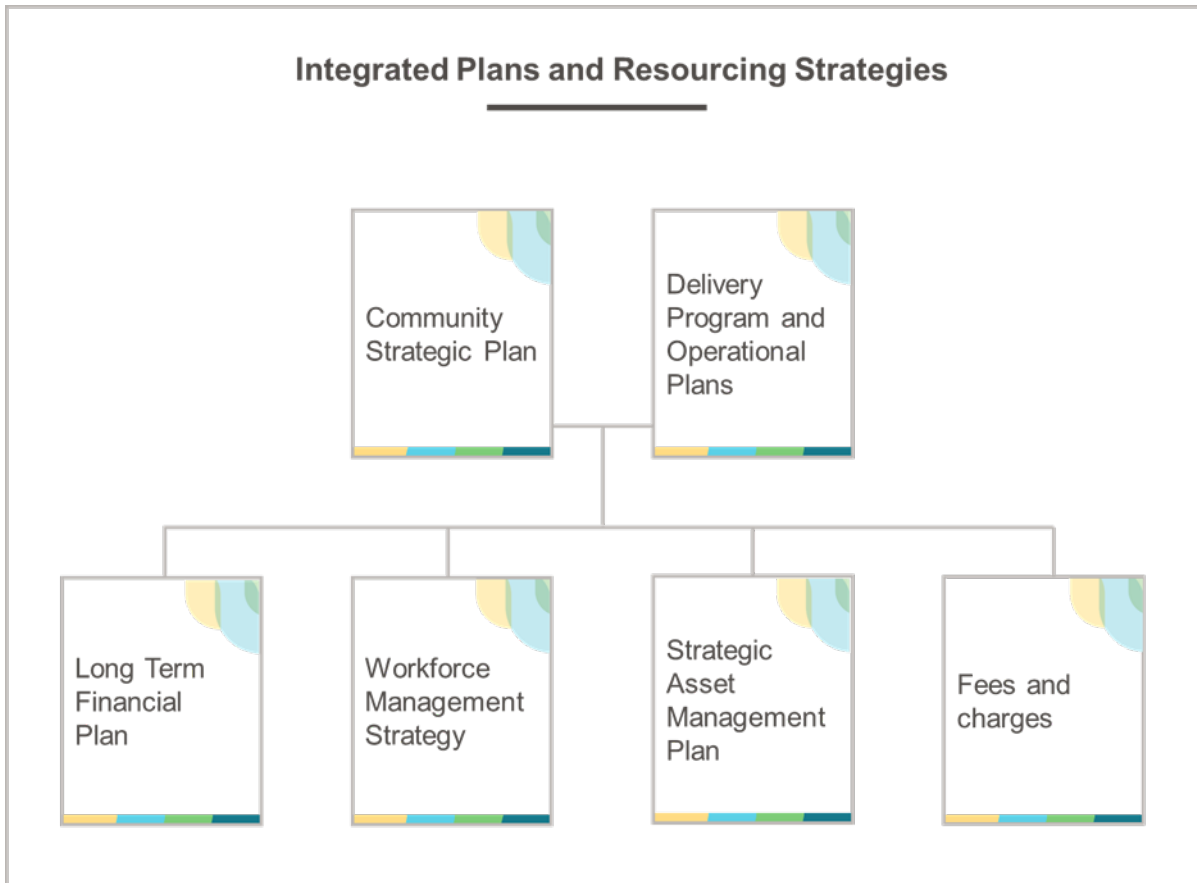 Integrated Plans and Resourcing Strategies
Community
Strategic Plan
Delivery
Program and
Operational
Plans
Long Term
Financial
Plan
Workforce
Management
Strategy
Strategic
Asset
Management
Plan
Fees and
charges